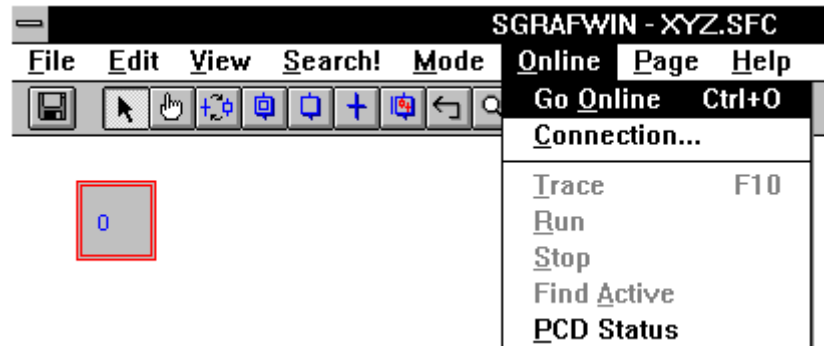 SGRAFWIN - XYZ.SFC
File Edit View Search! Mode Online Page Help
Go Online Ctrl+O
Connection...
Trace F10
0
Run
Stop
Find Active
PCD Status